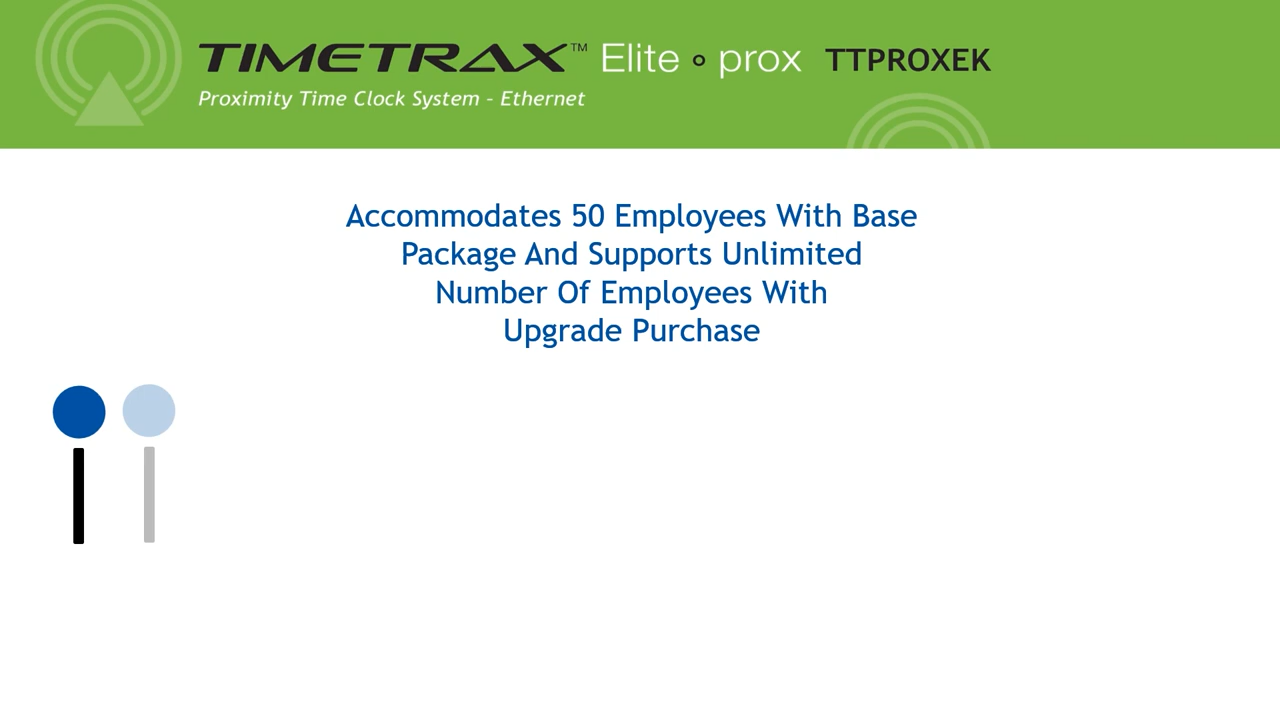 TIMETRAX™ Elite ∘ prox TTPROXEK
Proximity Time Clock System – Ethernet
Accommodates 50 Employees With Base
Package And Supports Unlimited
Number Of Employees With
Upgrade Purchase